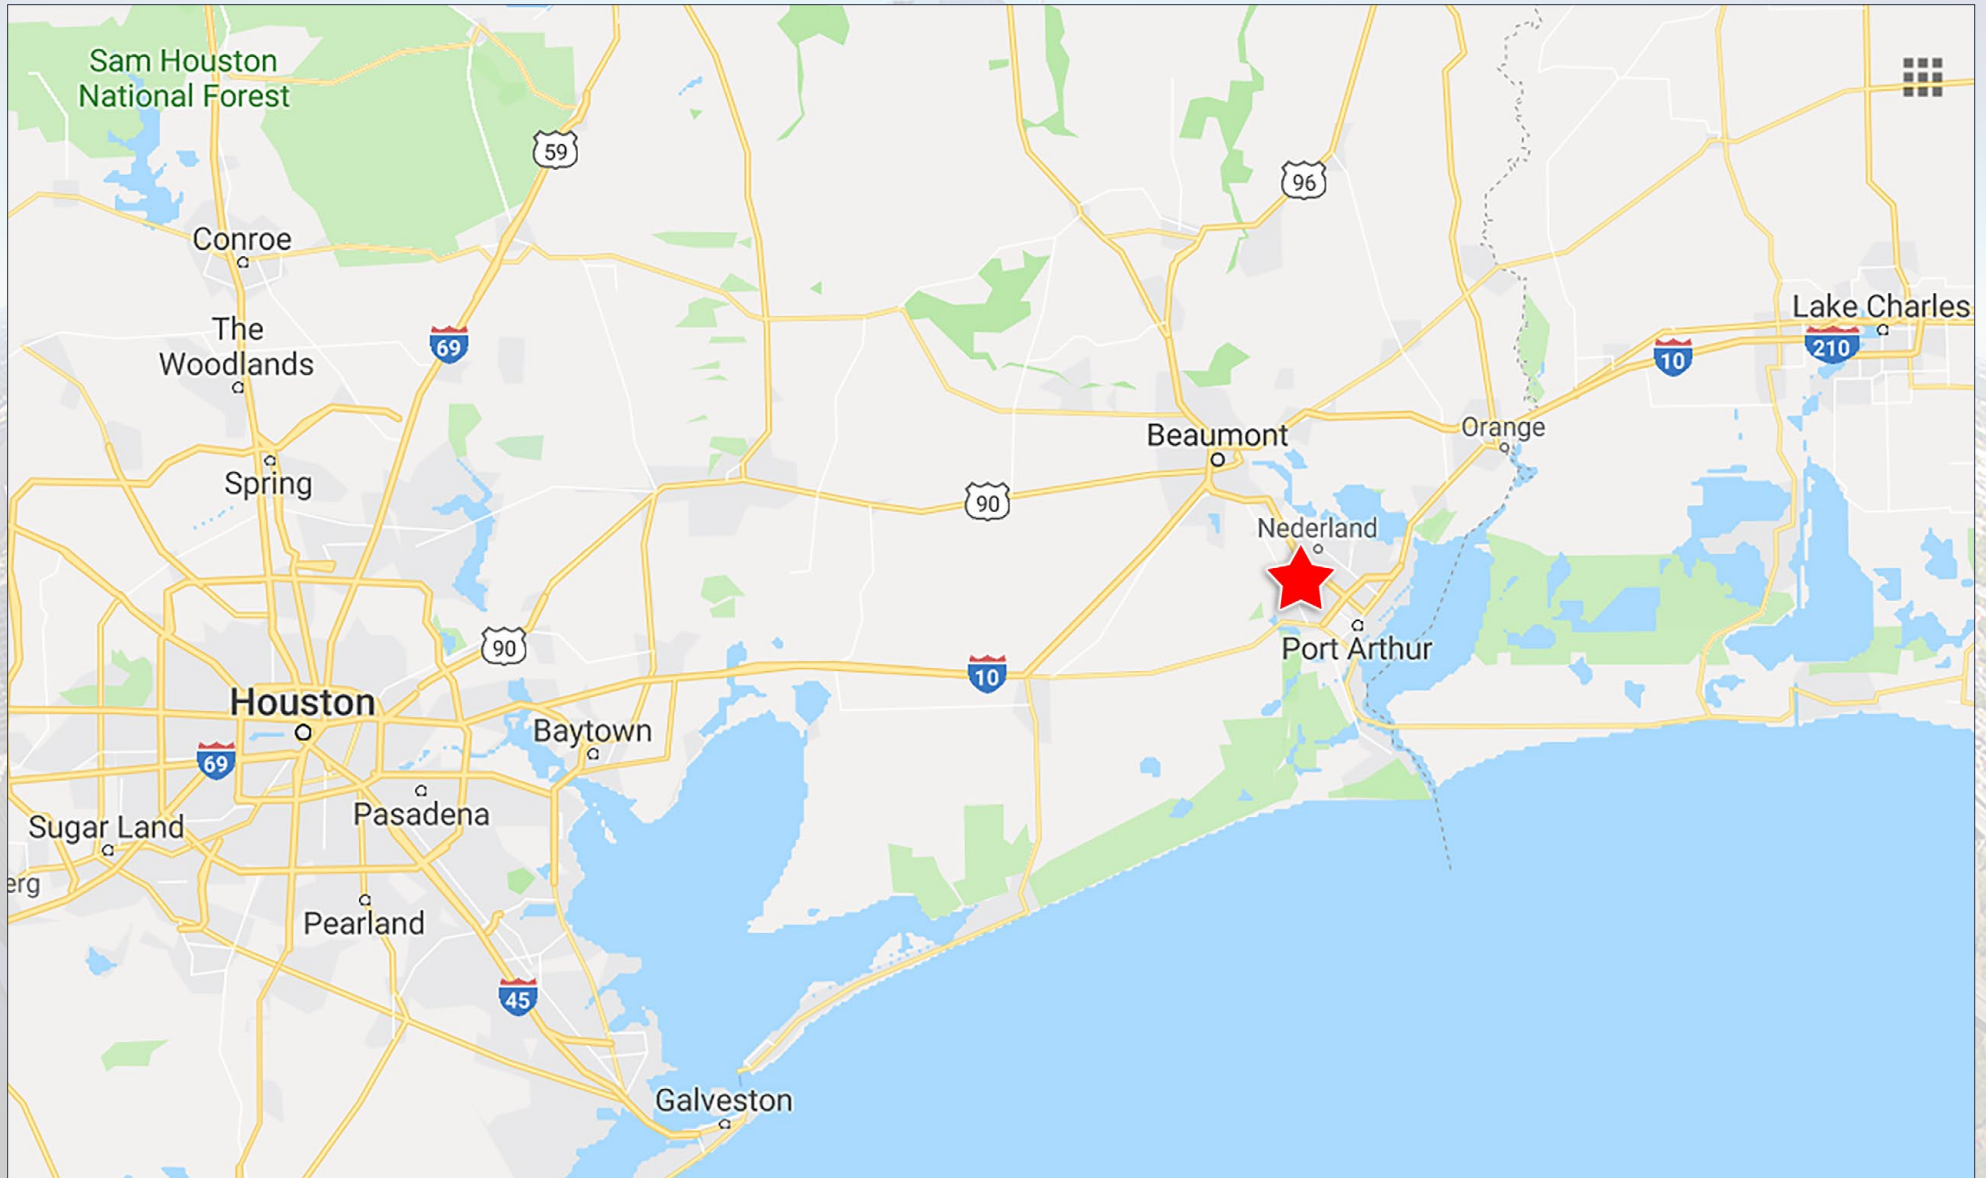 Sam Houston
National Forest
59
96
Conroe
Lake Charles
The
Woodlands
69
10
210
Beaumont
Orange
Spring
90
Nederland
90
Port Arthur
10
Houston
Baytown
69
Pasadena
Sugar Land
erg
Pearland
45
Galveston